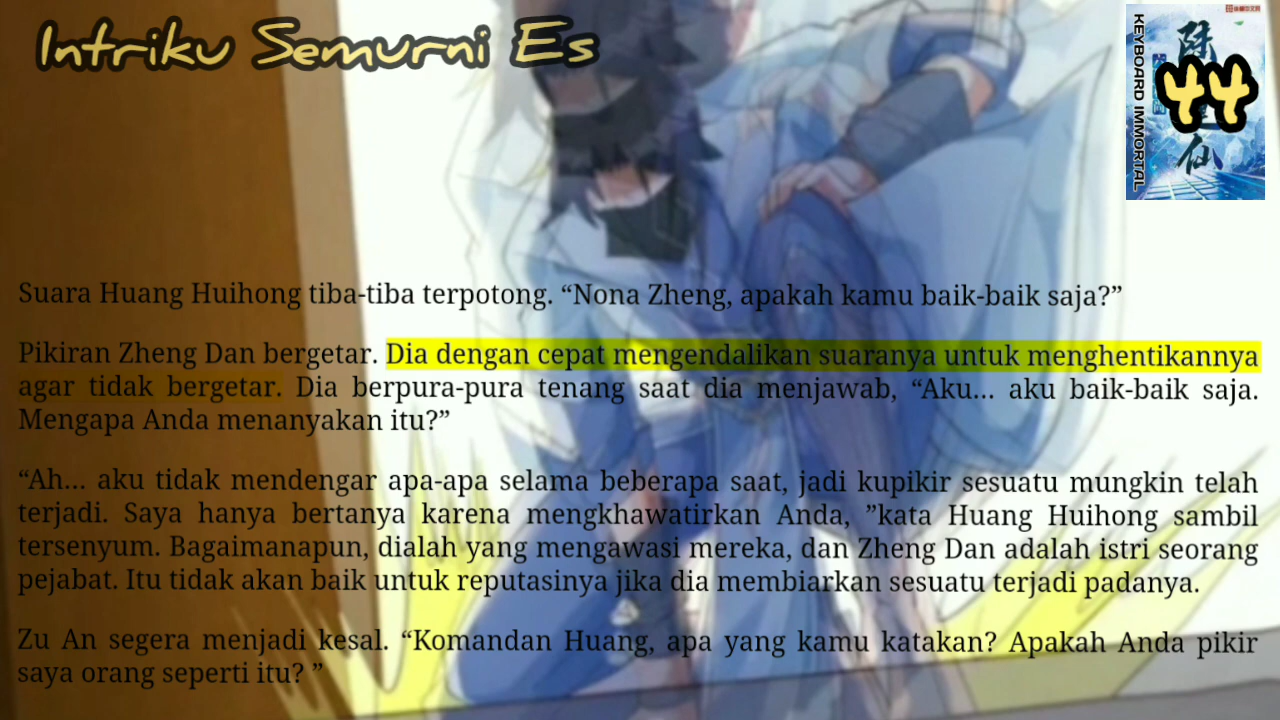 Intriku Semurni Es
KEYBOARD IMMORTAL
44
仙
Suara Huang Huihong tiba-tiba terpotong. “Nona Zheng, apakah kamu baik-baik saja?”
Pikiran Zheng Dan bergetar. Dia dengan cepat mengendalikan suaranya untuk menghentikannya
agar tidak bergetar. Dia berpura-pura tenang saat dia menjawab, “Aku... aku baik-baik saja.
Mengapa Anda menanyakan itu?”
“Ah... aku tidak mendengar apa-apa selama beberapa saat, jadi kupikir sesuatu mungkin telah
terjadi. Saya hanya bertanya karena mengkhawatirkan Anda, ”kata Huang Huihong sambil
tersenyum. Bagaimanapun, dialah yang mengawasi mereka, dan Zheng Dan adalah istri seorang
pejabat. Itu tidak akan baik untuk reputasinya jika dia membiarkan sesuatu terjadi padanya.
Zu An segera menjadi kesal. “Komandan Huang, apa yang kamu katakan? Apakah Anda pikir
saya orang seperti itu? ”